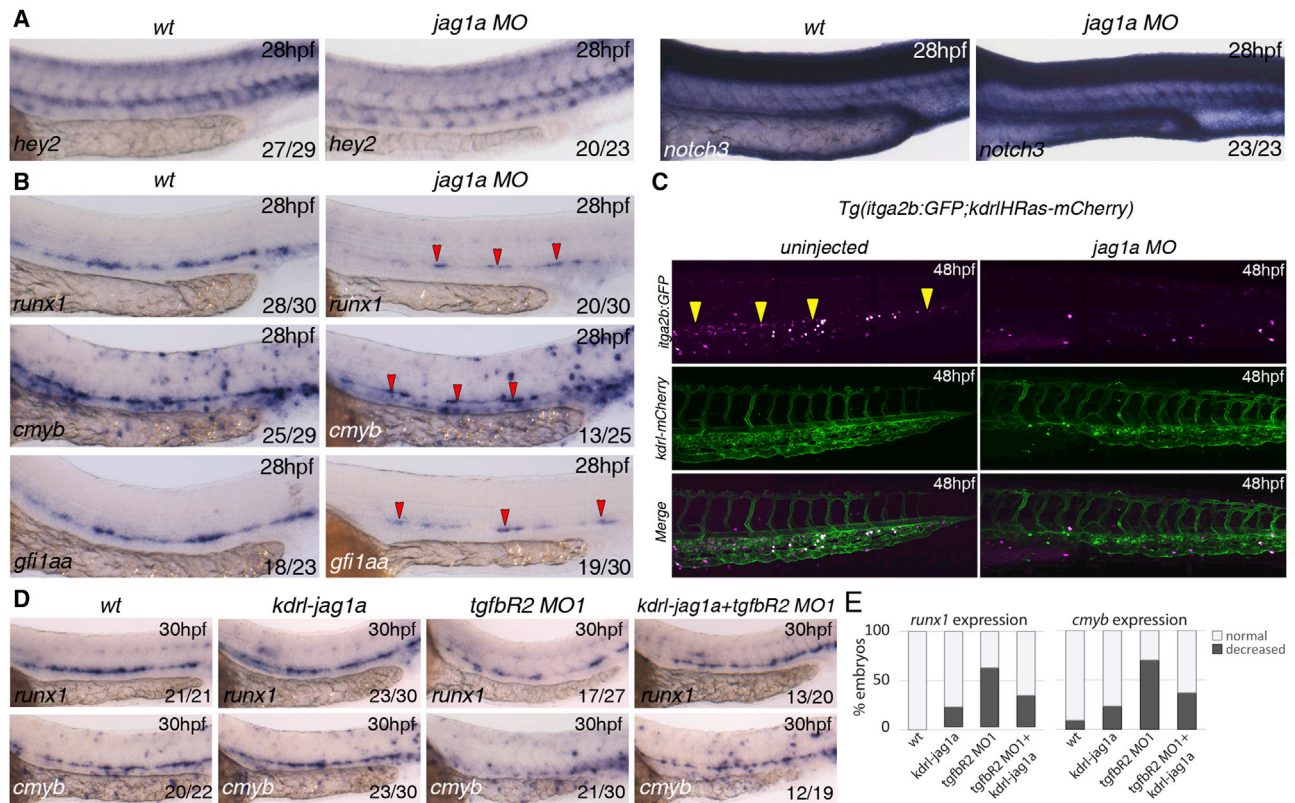 A
wt
jag1a MO
wt
jag1a MO
28hpf
28hpf
28hpf
28hpf
hey2
27/29
hey2
20/23
notch3
notch3
23/23
B
wt
jag1a MO
28hpf
28hpf
runx1
28/30
runx1
20/30
28hpf
28hpf
cmyb
25/29
cmyb
13/25
28hpf
28hpf
gfi1aa
18/23
gfi1aa
19/30
C
Tg(itga2b:GFP;kdrlHRas-mCherry)
uninjected
jag1a MO
itga2b:GFP
48hpf
48hpf
kdrl-mCherry
48hpf
48hpf
Merge
48hpf
48hpf
D
wt
kdrl-jag1a
tgfbR2 MO1
kdrl-jag1a+tgfbR2 MO1
30hpf
30hpf
30hpf
30hpf
runx1
21/21
runx1
23/30
runx1
17/27
runx1
13/20
30hpf
30hpf
30hpf
30hpf
cmyb
20/22
cmyb
23/30
cmyb
21/30
cmyb
12/19
E
runx1 expression
cmyb expression
normal
decreased
% embryos
100
50
0
wt
kdrl-jag1a
tgfbR2 MO1
tgfbR2 MO1+
kdrl-jag1a
wt
kdrl-jag1a
tgfbR2 MO1
tgfbR2 MO1+
kdrl-jag1a